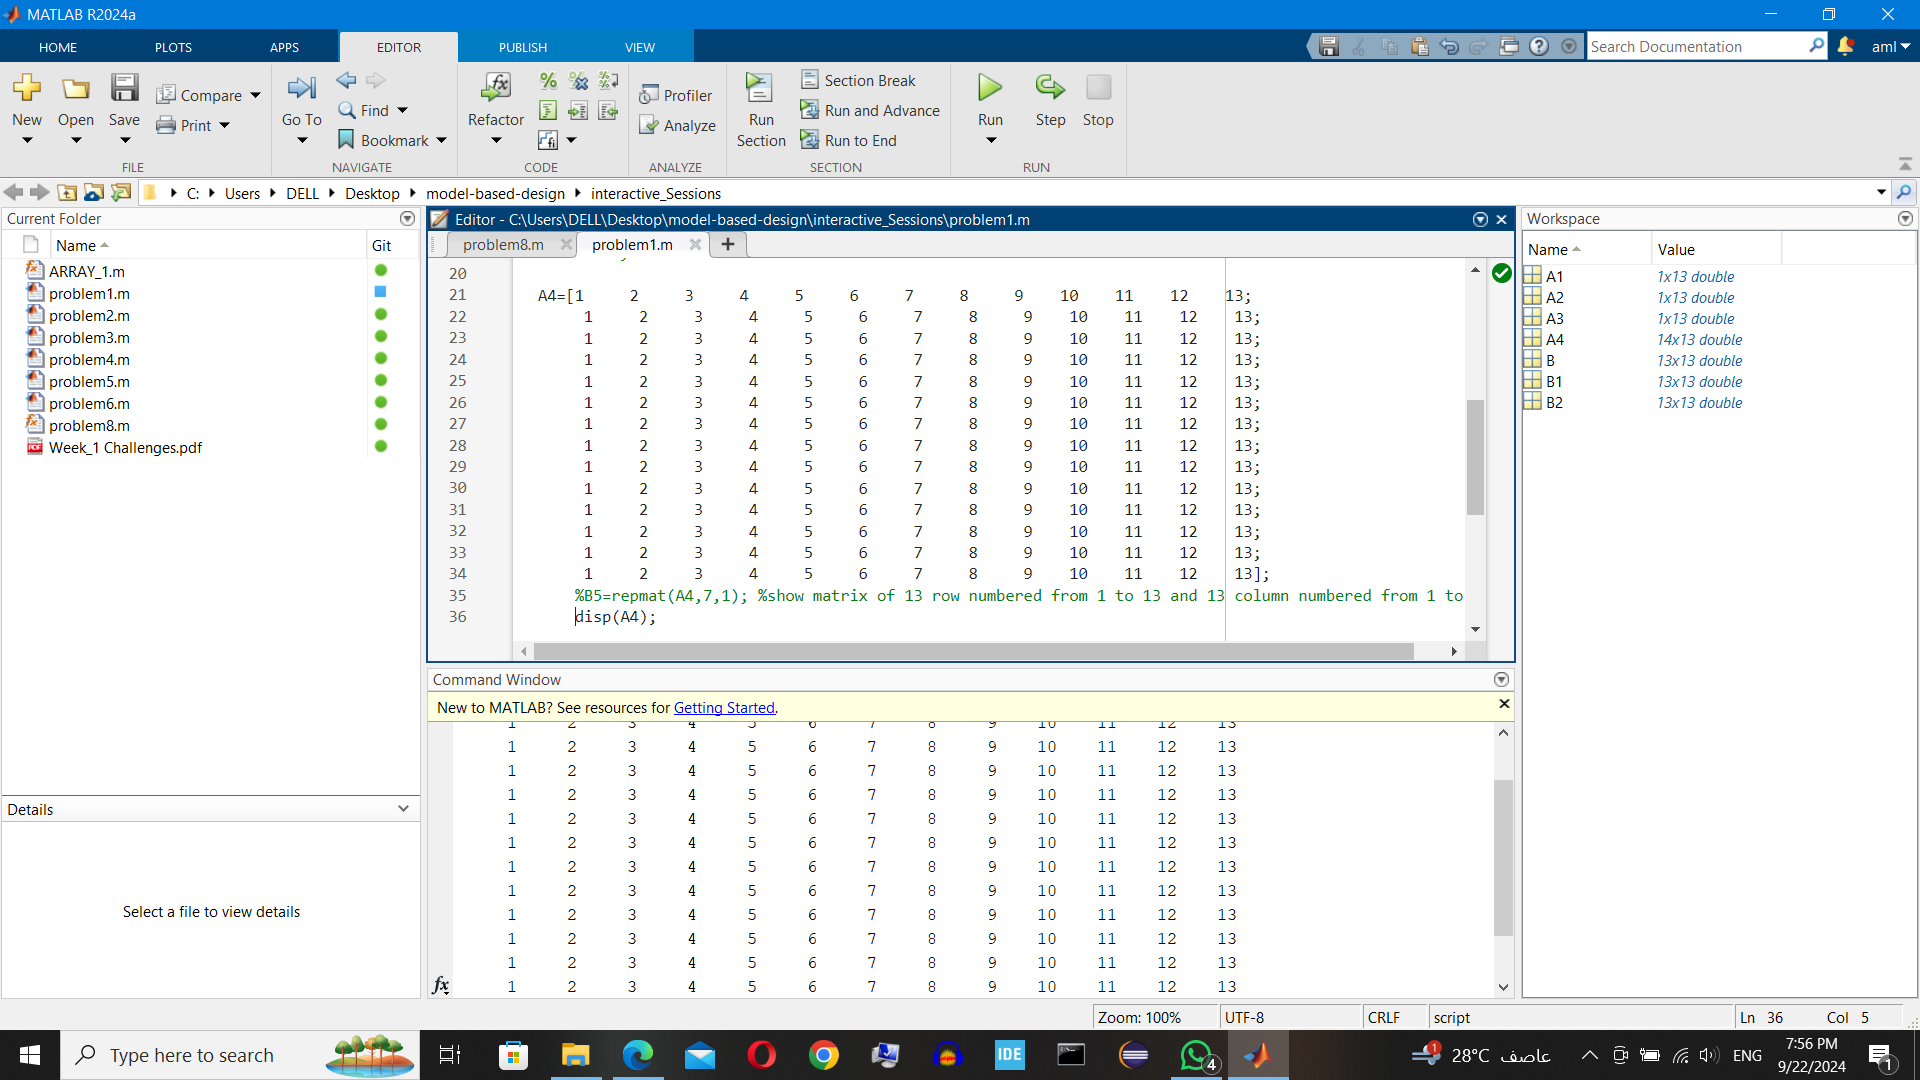 MATLAB R2024a
HOME PLOTS APPS EDITOR PUBLISH VIEW
Search Documentation
aml
New Open Save Compare Print
FILE
Go To Find Bookmark
NAVIGATE
Refactor
CODE
Profiler
Analyze
ANALYZE
Run Section
Section Break
Run and Advance
Run to End
SECTION
Run Step Stop
RUN
C: Users DELL Desktop model-based-design interactive_Sessions
Current Folder
Name Git
ARRAY_1.m
problem1.m
problem2.m
problem3.m
problem4.m
problem5.m
problem6.m
problem8.m
Week_1 Challenges.pdf
Details
Select a file to view details
Editor - C:\Users\DELL\Desktop\model-based-design\interactive_Sessions\problem1.m
problem8.m problem1.m
20
21 A4=[1 2 3 4 5 6 7 8 9 10 11 12 13;
22 1 2 3 4 5 6 7 8 9 10 11 12 13;
23 1 2 3 4 5 6 7 8 9 10 11 12 13;
24 1 2 3 4 5 6 7 8 9 10 11 12 13;
25 1 2 3 4 5 6 7 8 9 10 11 12 13;
26 1 2 3 4 5 6 7 8 9 10 11 12 13;
27 1 2 3 4 5 6 7 8 9 10 11 12 13;
28 1 2 3 4 5 6 7 8 9 10 11 12 13;
29 1 2 3 4 5 6 7 8 9 10 11 12 13;
30 1 2 3 4 5 6 7 8 9 10 11 12 13;
31 1 2 3 4 5 6 7 8 9 10 11 12 13;
32 1 2 3 4 5 6 7 8 9 10 11 12 13;
33 1 2 3 4 5 6 7 8 9 10 11 12 13;
34 1 2 3 4 5 6 7 8 9 10 11 12 13];
35 %B5=repmat(A4,7,1); %show matrix of 13 row numbered from 1 to 13 and 13 column numbered from 1 to
36 disp(A4);
Command Window
New to MATLAB? See resources for Getting Started.
1 2 3 4 5 6 7 8 9 10 11 12 13
1 2 3 4 5 6 7 8 9 10 11 12 13
1 2 3 4 5 6 7 8 9 10 11 12 13
1 2 3 4 5 6 7 8 9 10 11 12 13
1 2 3 4 5 6 7 8 9 10 11 12 13
1 2 3 4 5 6 7 8 9 10 11 12 13
1 2 3 4 5 6 7 8 9 10 11 12 13
1 2 3 4 5 6 7 8 9 10 11 12 13
1 2 3 4 5 6 7 8 9 10 11 12 13
1 2 3 4 5 6 7 8 9 10 11 12 13
1 2 3 4 5 6 7 8 9 10 11 12 13
1 2 3 4 5 6 7 8 9 10 11 12 13
fx
Workspace
Name Value
A1 1x13 double
A2 1x13 double
A3 1x13 double
A4 14x13 double
B 13x13 double
B1 13x13 double
B2 13x13 double
Zoom: 100% UTF-8 CRLF script Ln 36 Col 5
Type here to search
IDE
4
1
28°C عاصف
ENG
7:56 PM
9/22/2024
1